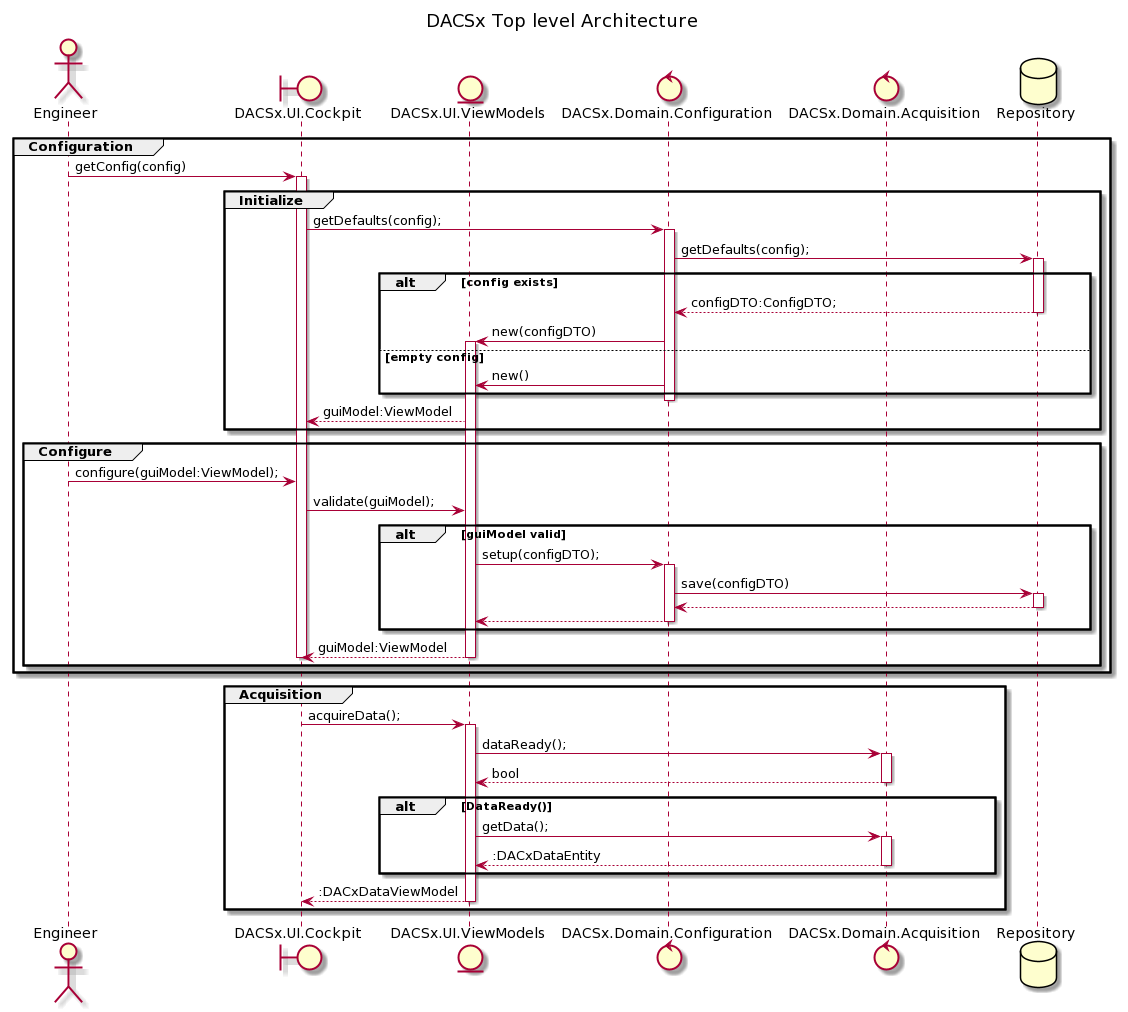 DACSx Top level Architecture
Engineer
DACSx.UI.Cockpit
DACSx.UI.ViewModels
DACSx.Domain.Configuration
DACSx.Domain.Acquisition
Repository
Configuration
getConfig(config)
Initialize
getDefaults(config);
getDefaults(config);
alt
[config exists]
configDTO:ConfigDTO;
new(configDTO)
[empty config]
new()
guiModel:ViewModel
Configure
configure(guiModel:ViewModel);
validate(guiModel);
alt
[guiModel valid]
setup(configDTO);
save(configDTO)
guiModel:ViewModel
Acquisition
acquireData();
dataReady();
bool
alt
[DataReady()]
getData();
:DACxDataEntity
:DACxDataViewModel
Engineer
DACSx.UI.Cockpit
DACSx.UI.ViewModels
DACSx.Domain.Configuration
DACSx.Domain.Acquisition
Repository